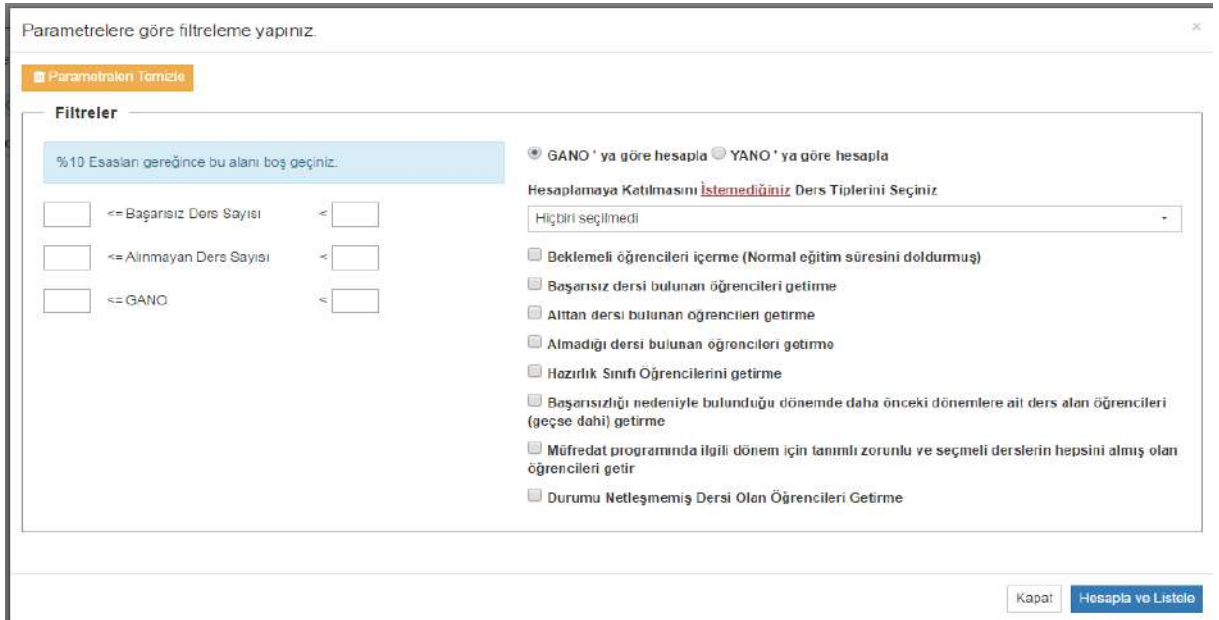 Parametrelere göre filtreleme yapınız.
×
Parametreleri Temizle
Filtreler
%10 Esasları gereğince bu alanı boş geçiniz.
<= Başarısız Ders Sayısı <
<= Alınmayan Ders Sayısı <
<= GANO <
GANO ' ya göre hesapla YANO ' ya göre hesapla
Hesaplamaya Katılmasını İstemediğiniz Ders Tiplerini Seçiniz
Hiçbiri seçilmedi
Beklemeli öğrencileri içerme (Normal eğitim süresini doldurmuş)
Başarısız dersi bulunan öğrencileri getirme
Alttan dersi bulunan öğrencileri getirme
Almadığı dersi bulunan öğrencileri getirme
Hazırlık Sınıfı Öğrencilerini getirme
Başarısızlığı nedeniyle bulunduğu dönemde daha önceki dönemlere ait ders alan öğrencileri
(geçse dahi) getirme
Müfredat programında ilgili dönem için tanımlı zorunlu ve seçmeli derslerin hepsini almış olan
öğrencileri getir
Durumu Netleşmemiş Dersi Olan Öğrencileri Getirme
Kapat
Hesapla ve Listele